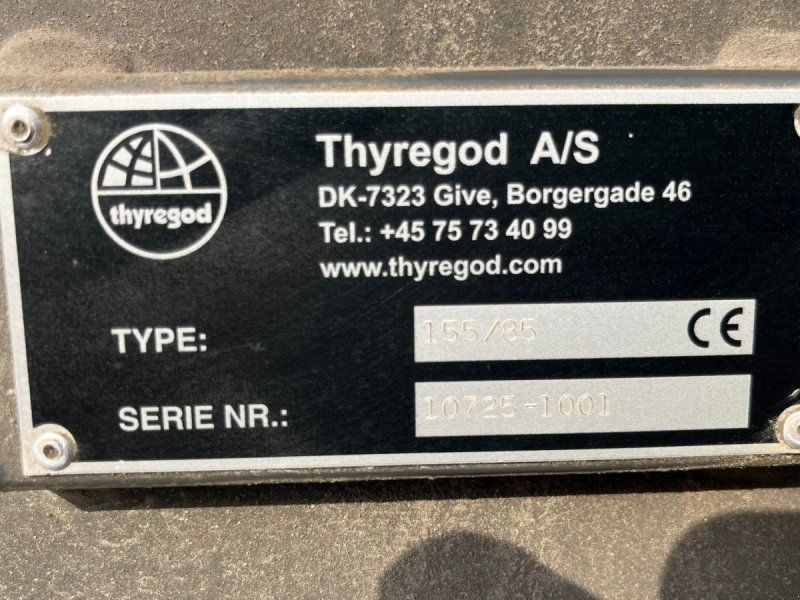 thyregod
Thyregod A/S
DK-7323 Give, Borgergade 46
Tel.: +45 75 73 40 99
www.thyregod.com
TYPE: 155/85 CE
SERIE NR.: 10725-1001